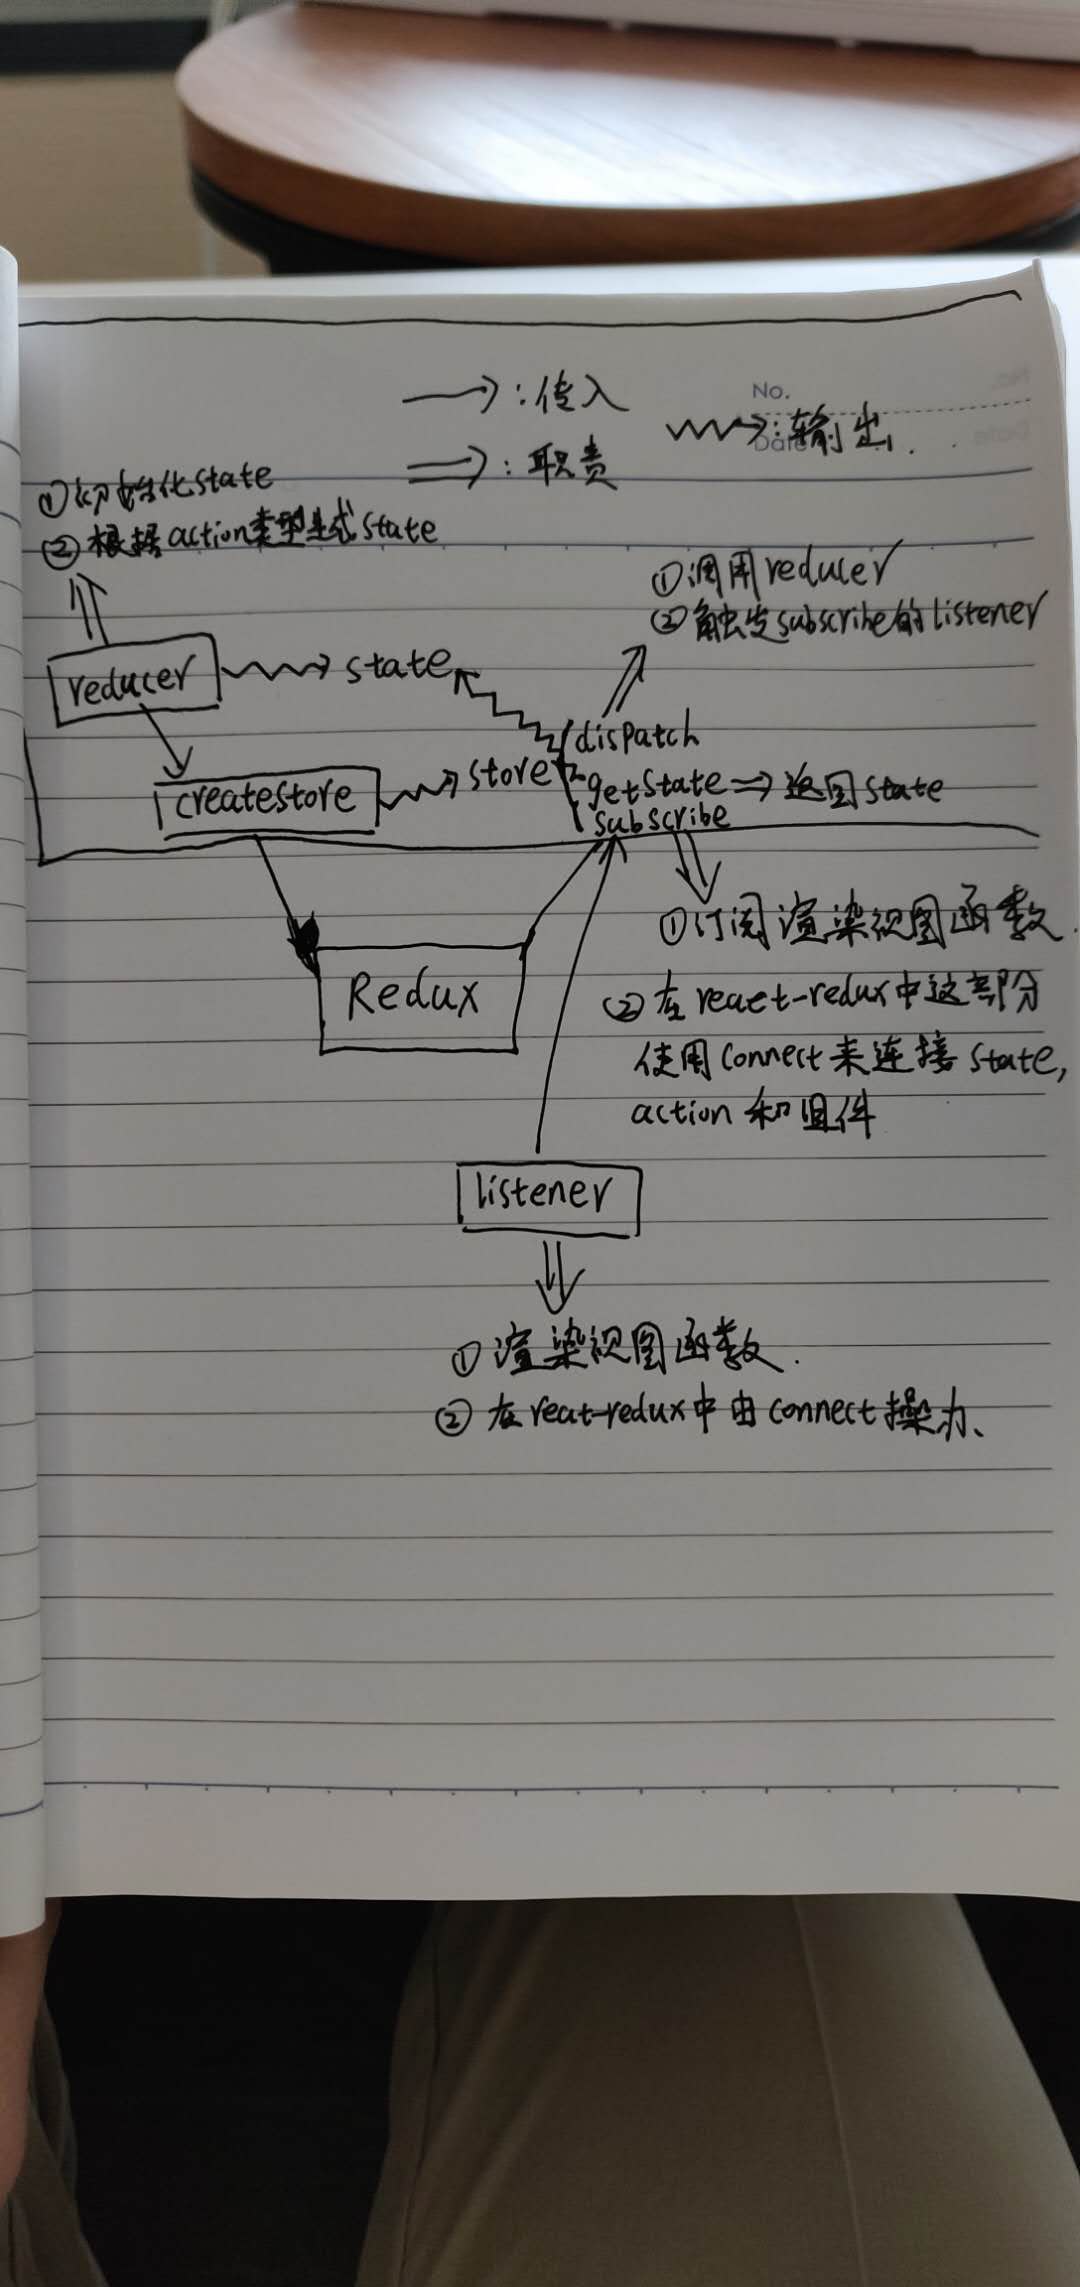 →：传入
No.
Date
⇒：职责
：输出.
①初始化state
②根据action类型生成state
①调用reducer
②触发subscribe的listener
reducer
state
dispatch
createstore
store
getstate⇒返回state
subscribe
①订阅渲染视图函数.
Redux
②在react-redux中这部分
使用connect来连接state,
action和组件
listener
①渲染视图函数.
②在reat-redux中由connect操办、